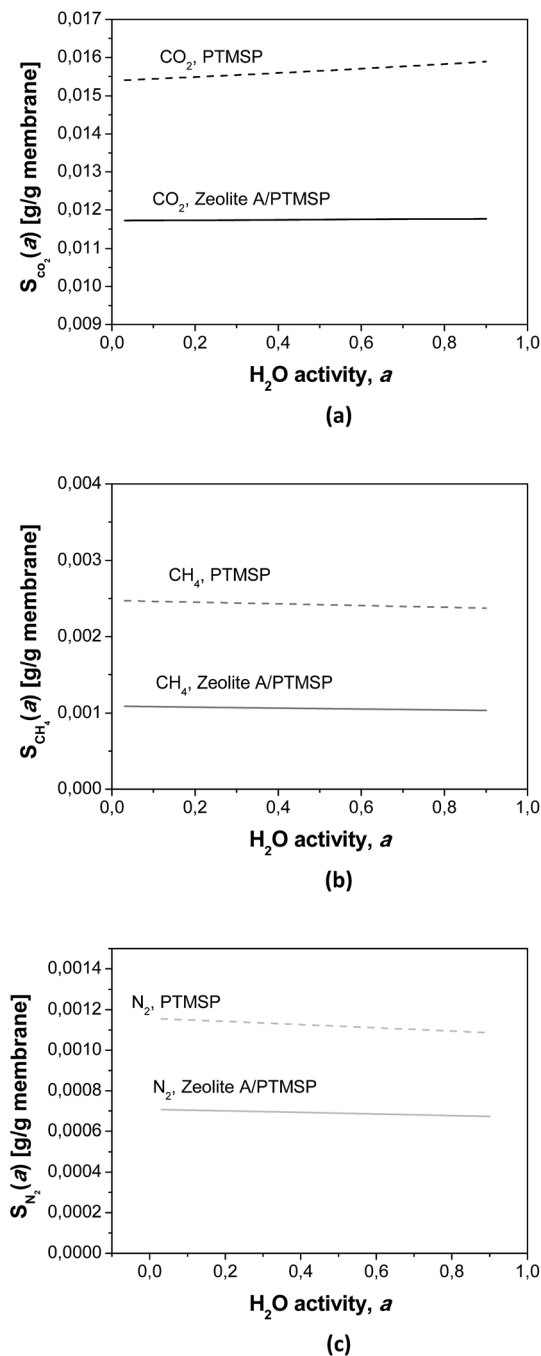 0,017
0,016
0,015
0,014
0,013
0,012
0,011
0,010
0,009
S_CO₂(a) [g/g membrane]
CO₂, PTMSP
CO₂, Zeolite A/PTMSP
0,0 0,2 0,4 0,6 0,8 1,0
H₂O activity, a
(a)
0,004
0,003
0,002
0,001
0,000
S_CH₄(a) [g/g membrane]
CH₄, PTMSP
CH₄, Zeolite A/PTMSP
0,0 0,2 0,4 0,6 0,8 1,0
H₂O activity, a
(b)
0,0014
0,0012
0,0010
0,0008
0,0006
0,0004
0,0002
0,0000
S_N₂(a) [g/g membrane]
N₂, PTMSP
N₂, Zeolite A/PTMSP
0,0 0,2 0,4 0,6 0,8 1,0
H₂O activity, a
(c)